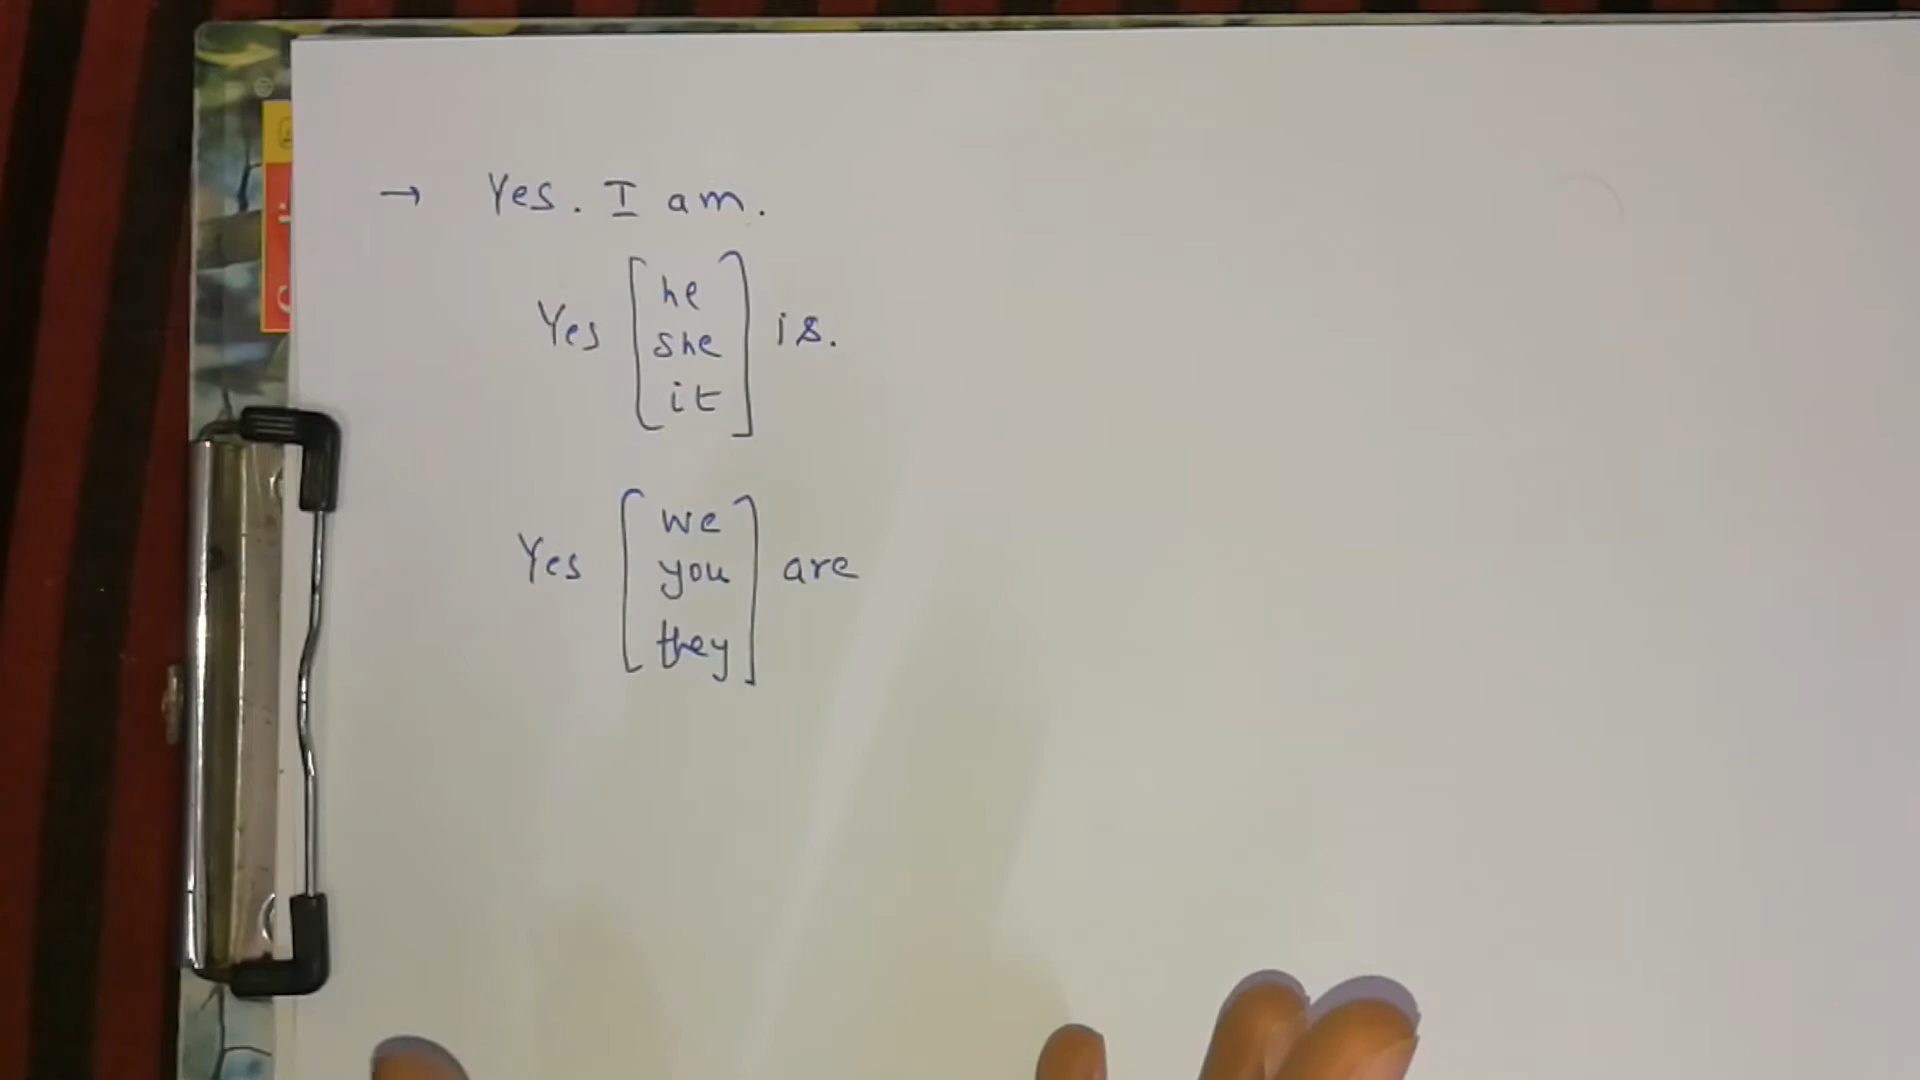 → Yes. I am.
he
Yes [ she ] is.
it
we
Yes [ you ] are
they